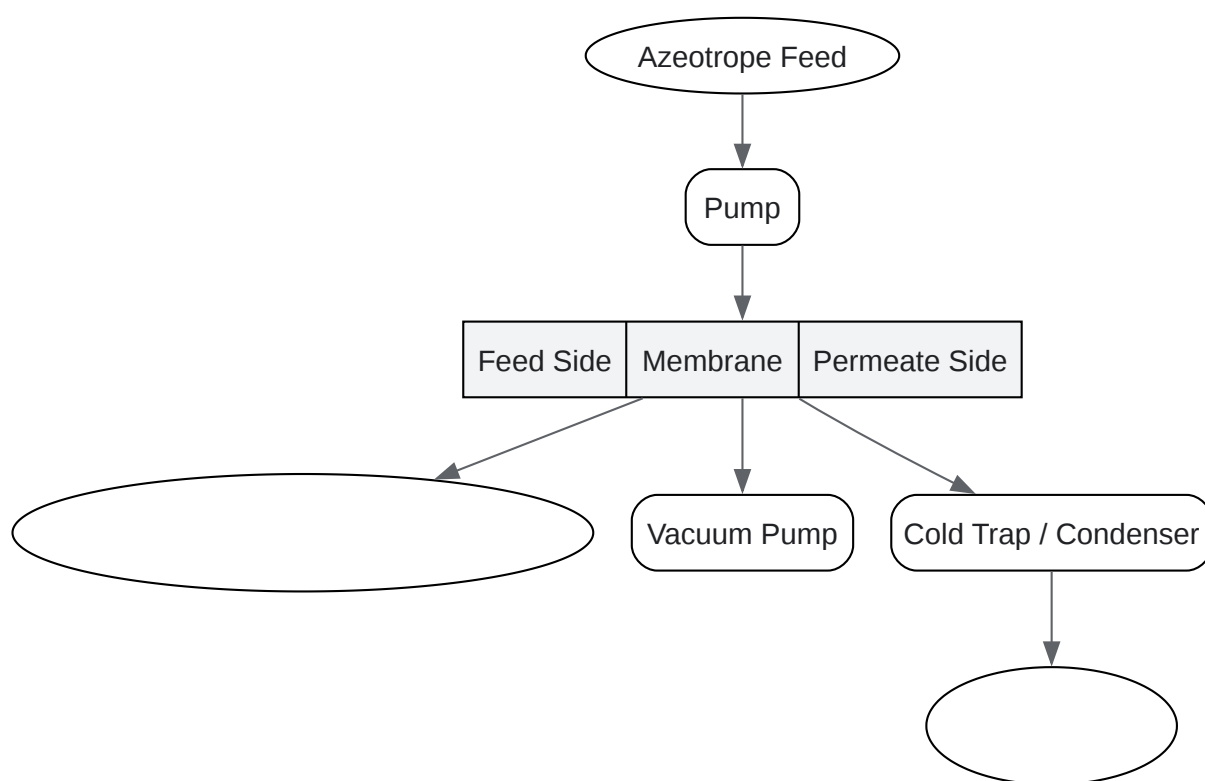 Azeotrope Feed
Pump
Feed Side
Membrane
Permeate Side
Vacuum Pump
Cold Trap / Condenser